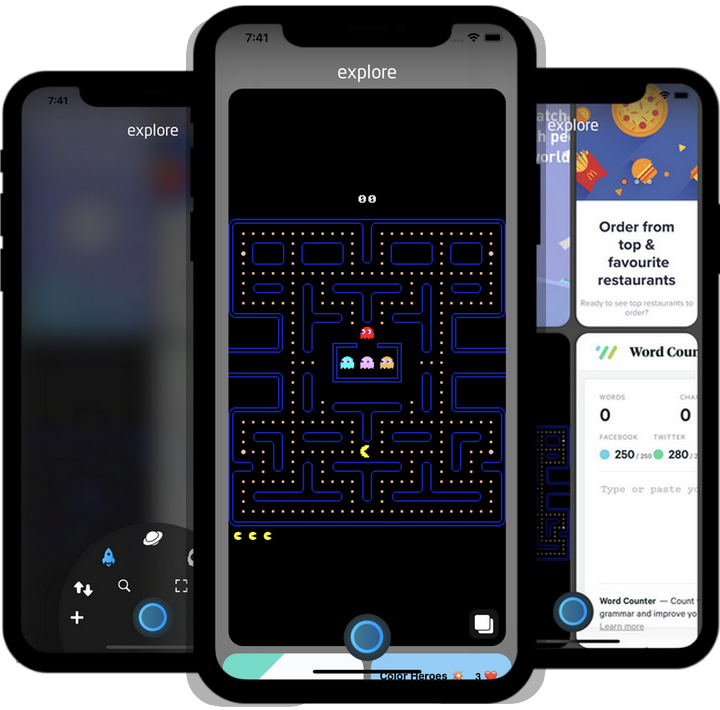 7:41
explore
7:41
explore
00
Color Heroes 💥 3 ❤️
explore
atch
h pe
world
Order from
top &
favourite
restaurants
Ready to see top restaurants to
order?
Word Coun
WORDS
CHA
0
0
FACEBOOK
TWITTER
250 / 250
280 /
Type or paste yo
Word Counter — Count
grammar and improve yo
Learn more